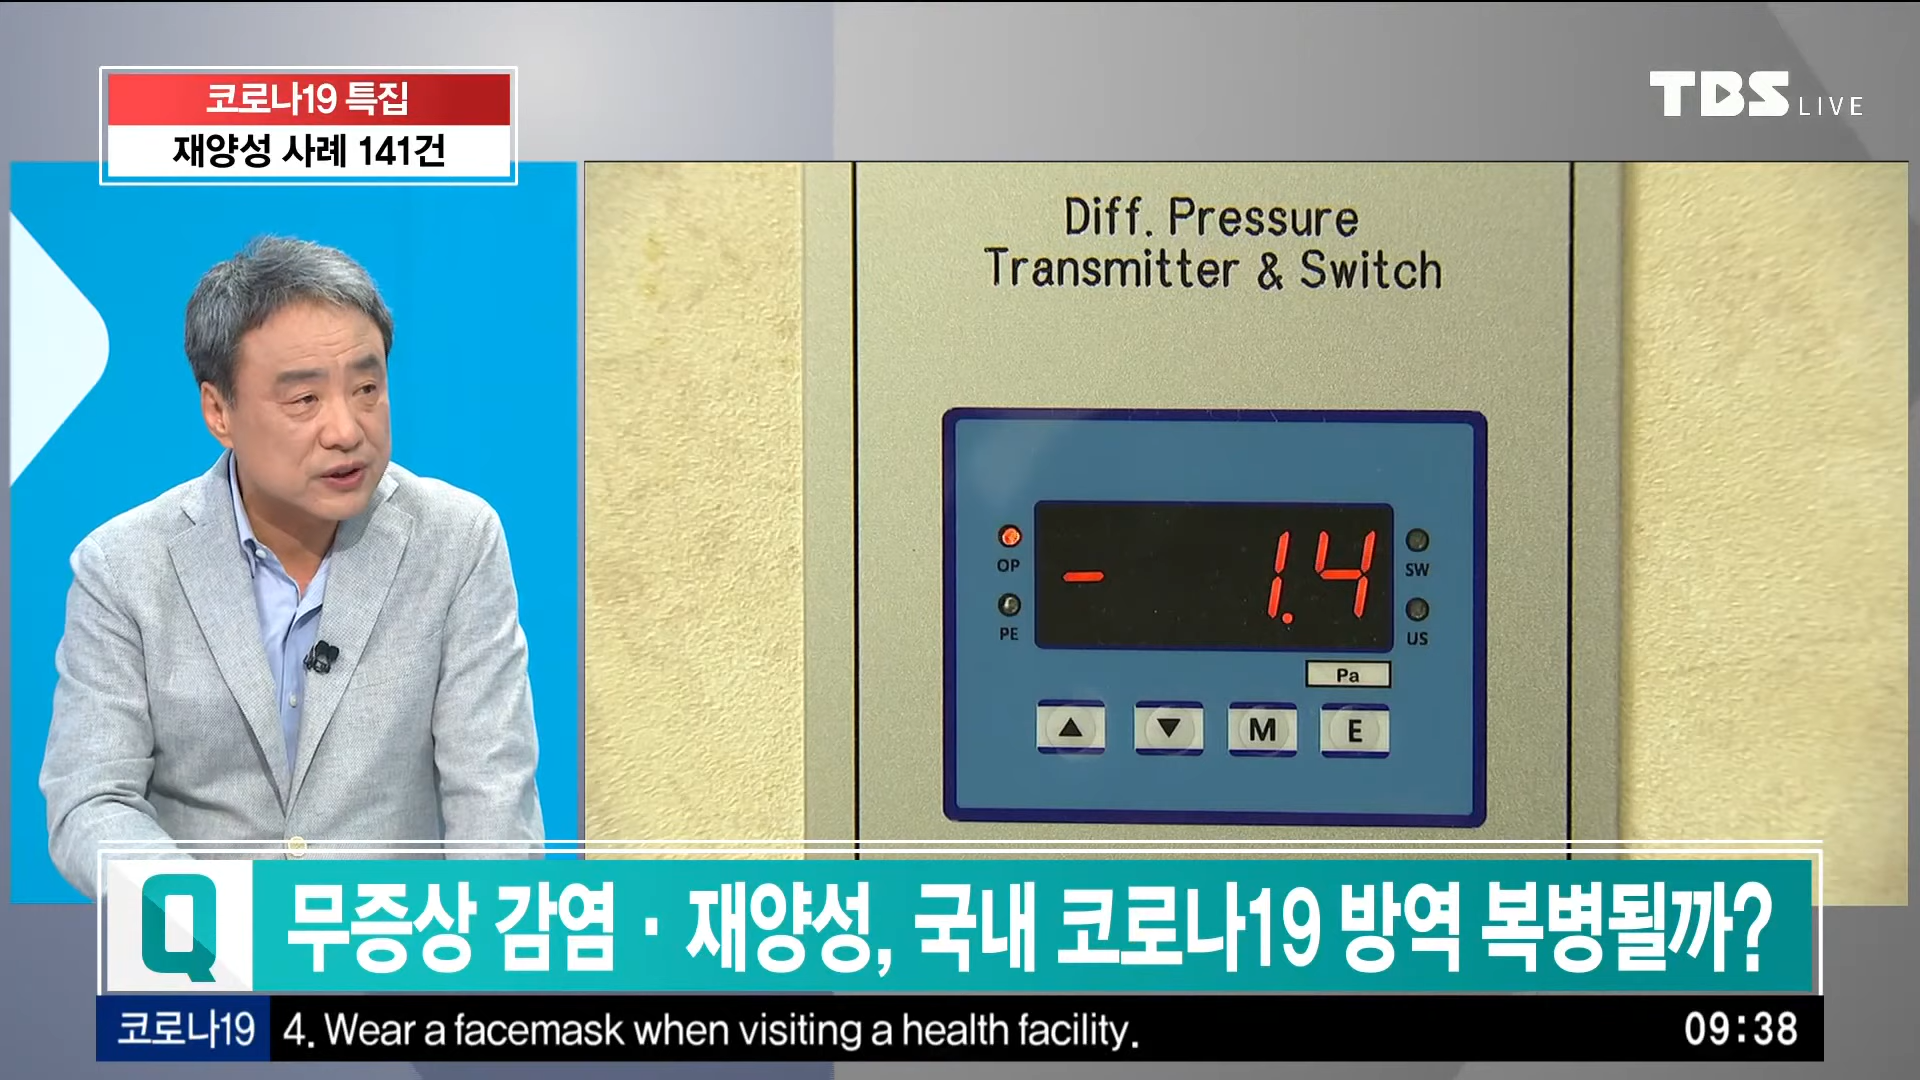 코로나19 특집
재양성 사례 141건
TBS LIVE
Diff. Pressure
Transmitter & Switch
OP
PE
- 1.4
SW
US
Pa
▲ ▼ M E
Q 무증상 감염 · 재양성, 국내 코로나19 방역 복병될까?
코로나19 4. Wear a facemask when visiting a health facility. 09:38